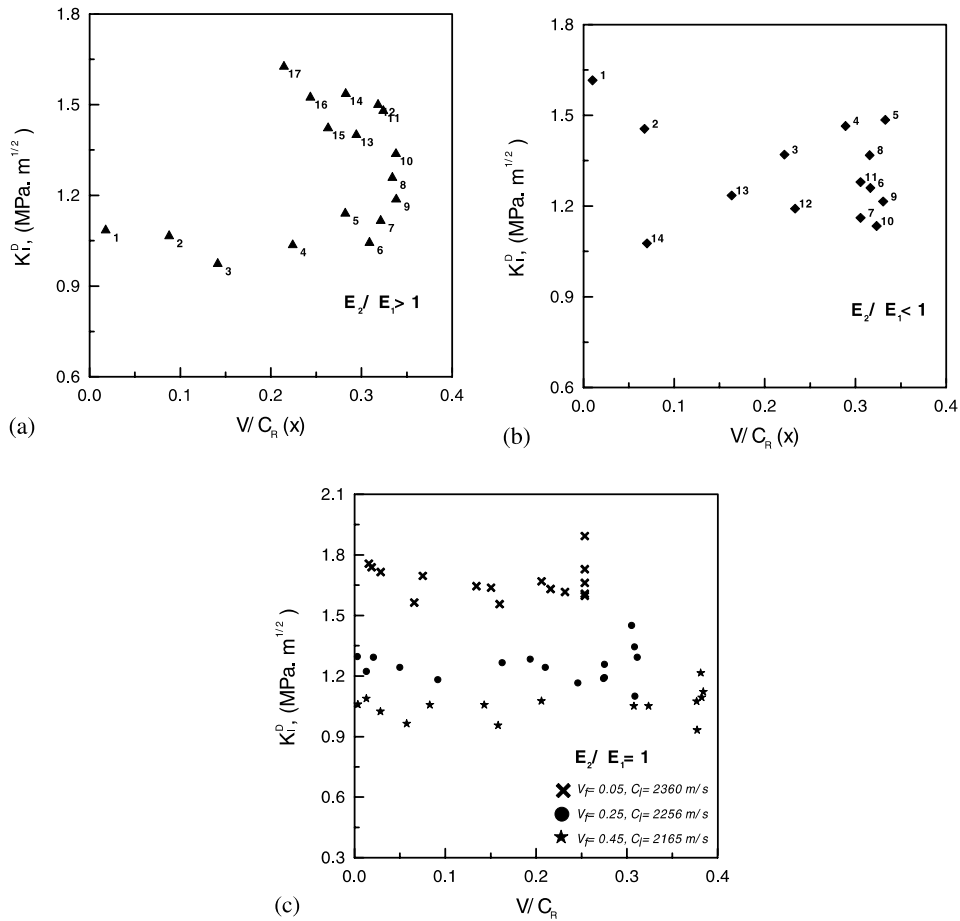 1.8
1.5
1.2
0.9
0.6
K_I^D, (MPa. m^1/2)
17
16
14
12
11
15
13
10
8
9
5
7
6
4
1
2
3
E_2/ E_1> 1
0.0 0.1 0.2 0.3 0.4
V/ C_R (x)
(a)
1.8
1.5
1.2
0.9
0.6
K_I^D, (MPa. m^1/2)
1
2
3
4
5
8
11
6
9
13
12
7
10
14
E_2/ E_1< 1
0.0 0.1 0.2 0.3 0.4
V/ C_R (x)
(b)
2.1
1.8
1.5
1.2
0.9
0.6
0.3
K_I^D, (MPa. m^1/2)
E_2/ E_1= 1
V_f= 0.05, C_l= 2360 m/s
V_f= 0.25, C_l= 2256 m/s
V_f= 0.45, C_l= 2165 m/s
0.0 0.1 0.2 0.3 0.4
V/ C_R
(c)